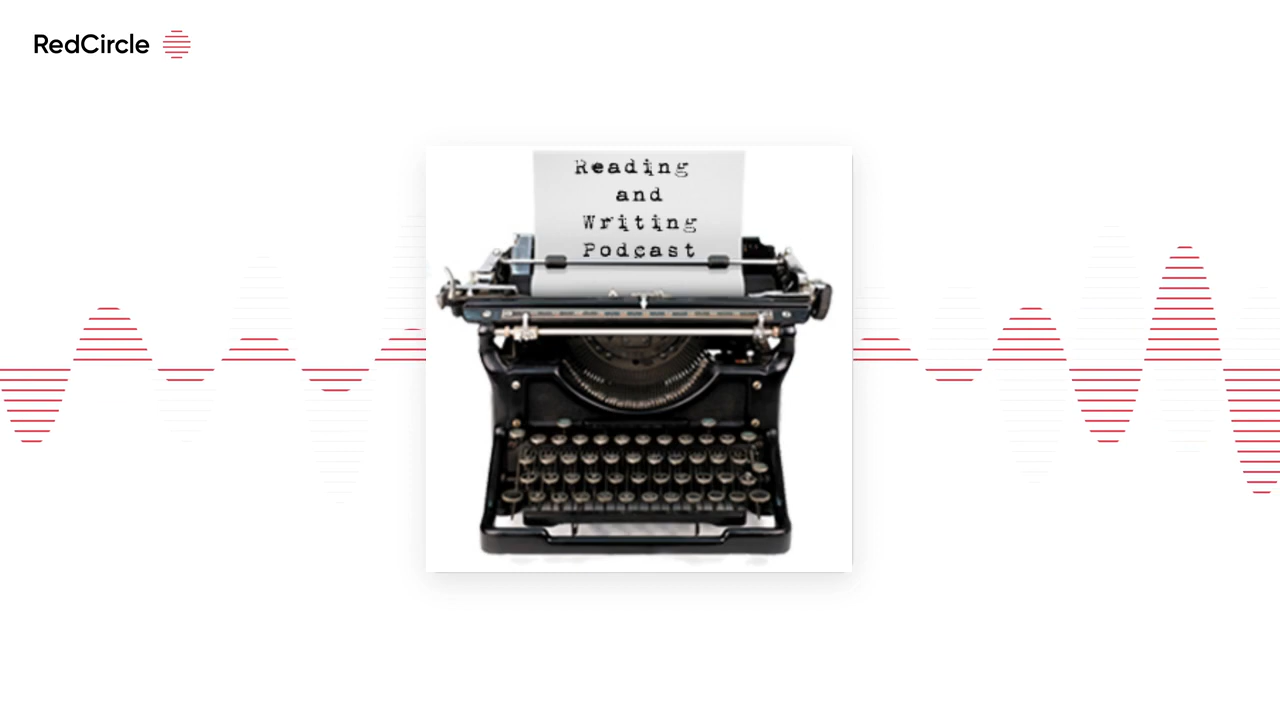 RedCircle
Reading
and
Writing
Podcast